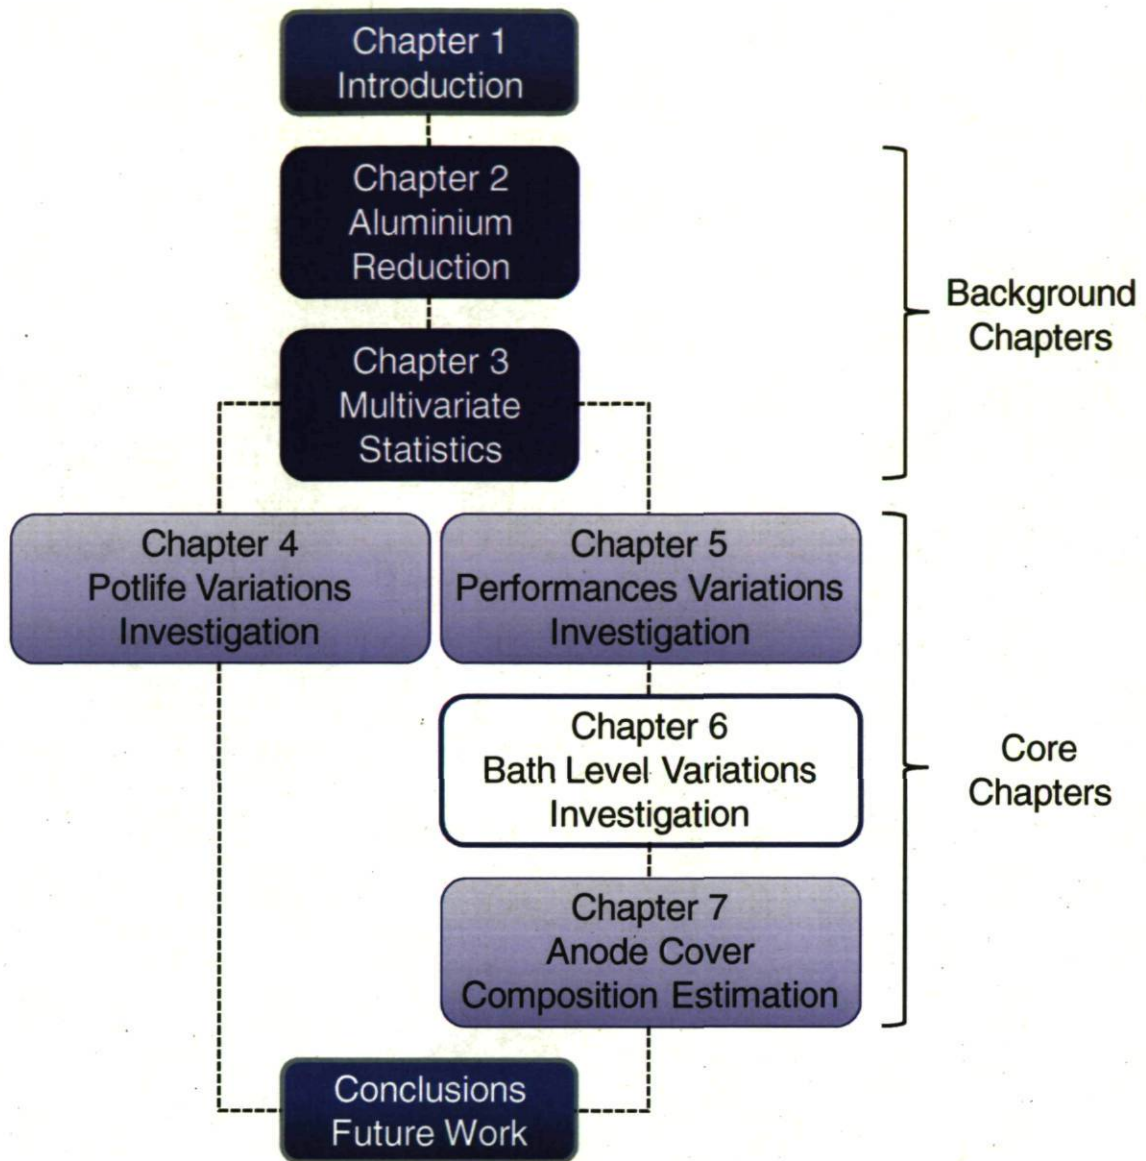 Chapter 1
Introduction
Chapter 2
Aluminium
Reduction
Chapter 3
Multivariate
Statistics
Background
Chapters
Chapter 4
Potlife Variations
Investigation
Chapter 5
Performances Variations
Investigation
Chapter 6
Bath Level Variations
Investigation
Core
Chapters
Chapter 7
Anode Cover
Composition Estimation
Conclusions
Future Work